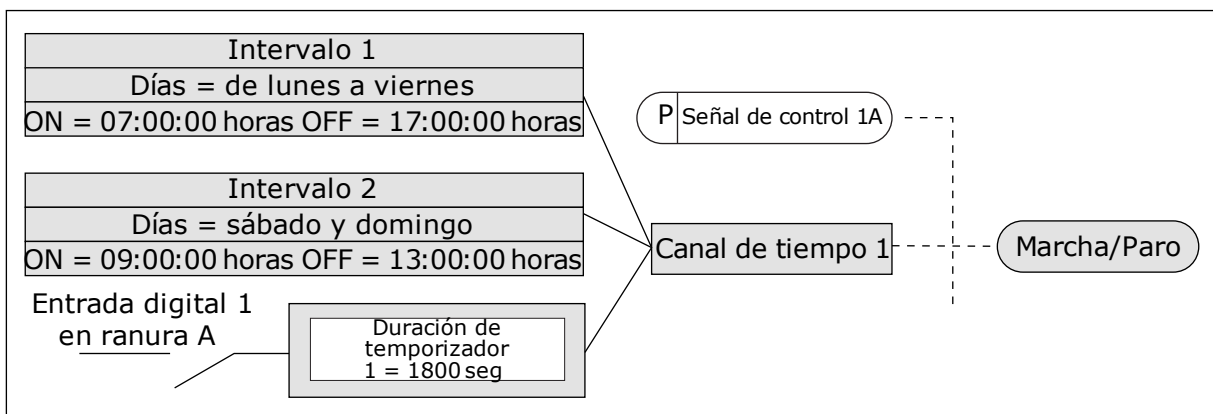 Intervalo 1
Días = de lunes a viernes
ON = 07:00:00 horas OFF = 17:00:00 horas
P Señal de control 1A
Intervalo 2
Días = sábado y domingo
ON = 09:00:00 horas OFF = 13:00:00 horas
Canal de tiempo 1
Marcha/Paro
Entrada digital 1
en ranura A
Duración de
temporizador
1 = 1800 seg